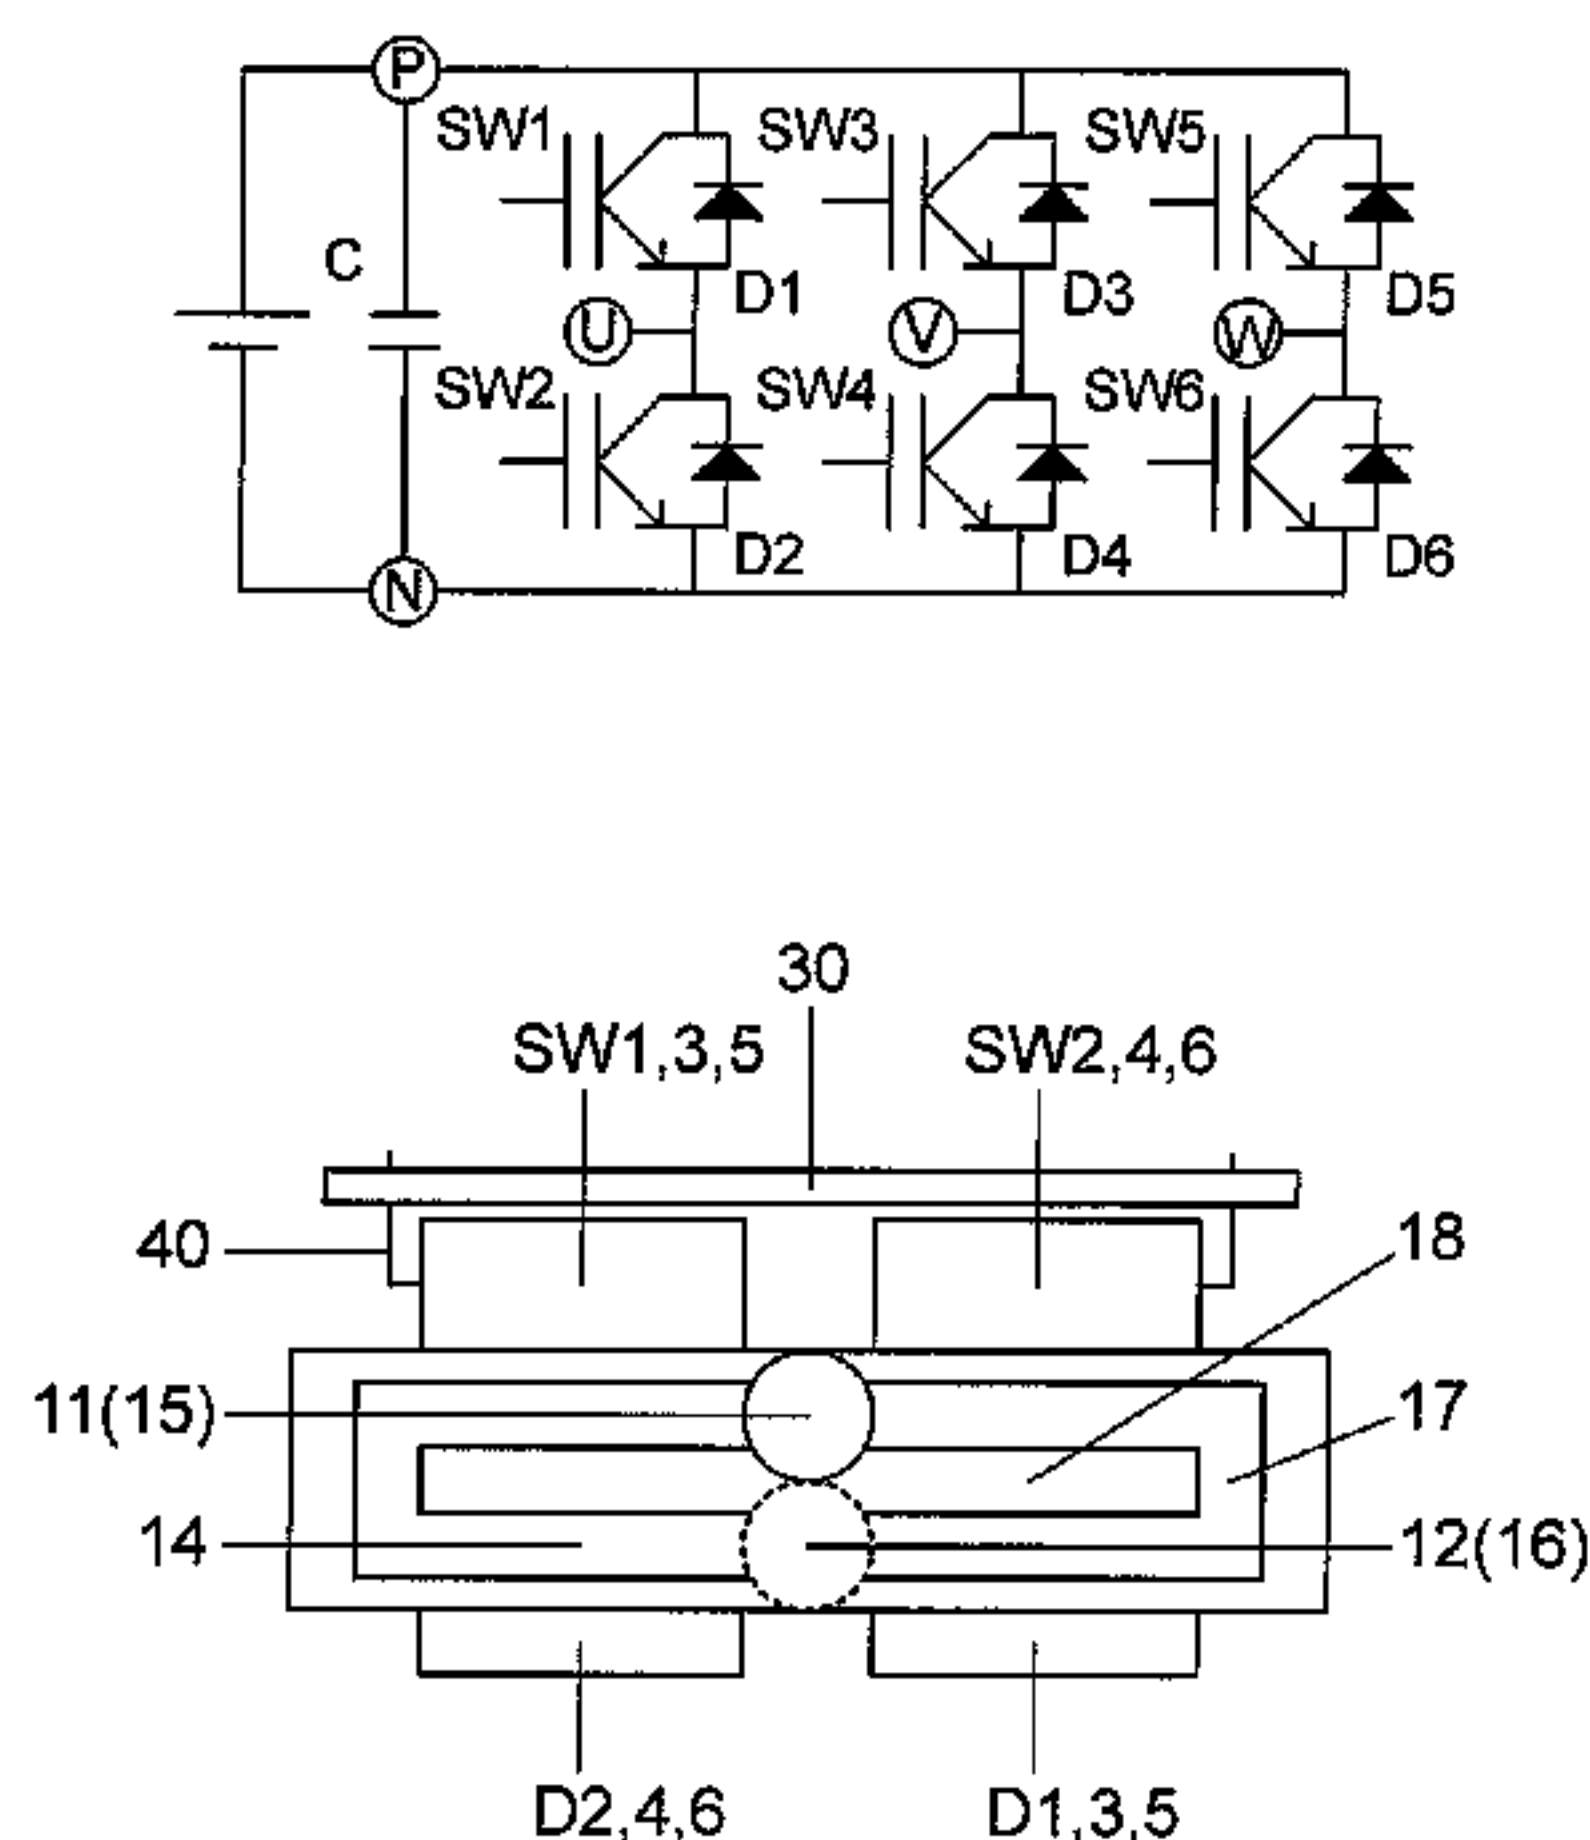 P
SW1 SW3 SW5
C
D1 D3 D5
U V W
SW2 SW4 SW6
D2 D4 D6
N
30
SW1,3,5 SW2,4,6
40
18
11(15)
17
14
12(16)
D2,4,6 D1,3,5